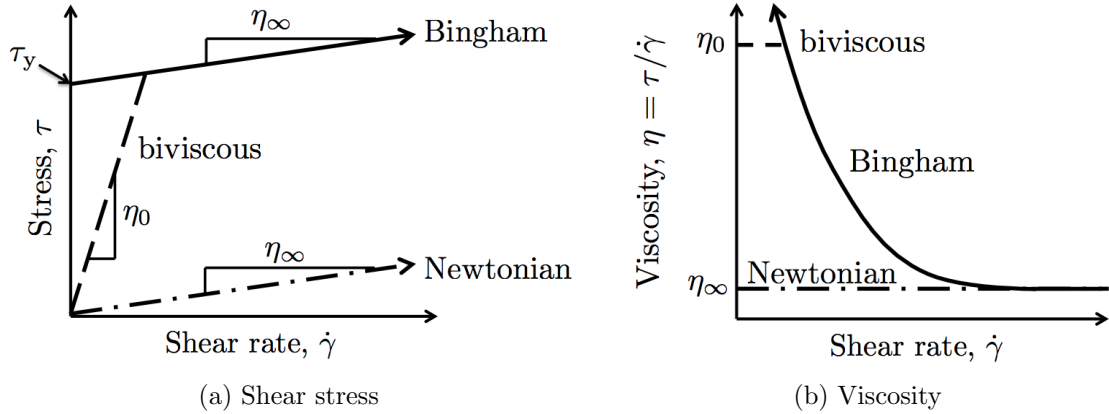 η∞
Bingham
τy
biviscous
Stress, τ
η0
η∞
Newtonian
Shear rate, γ̇
(a) Shear stress
η0
biviscous
Viscosity, η = τ/γ̇
Bingham
Newtonian
η∞
Shear rate, γ̇
(b) Viscosity